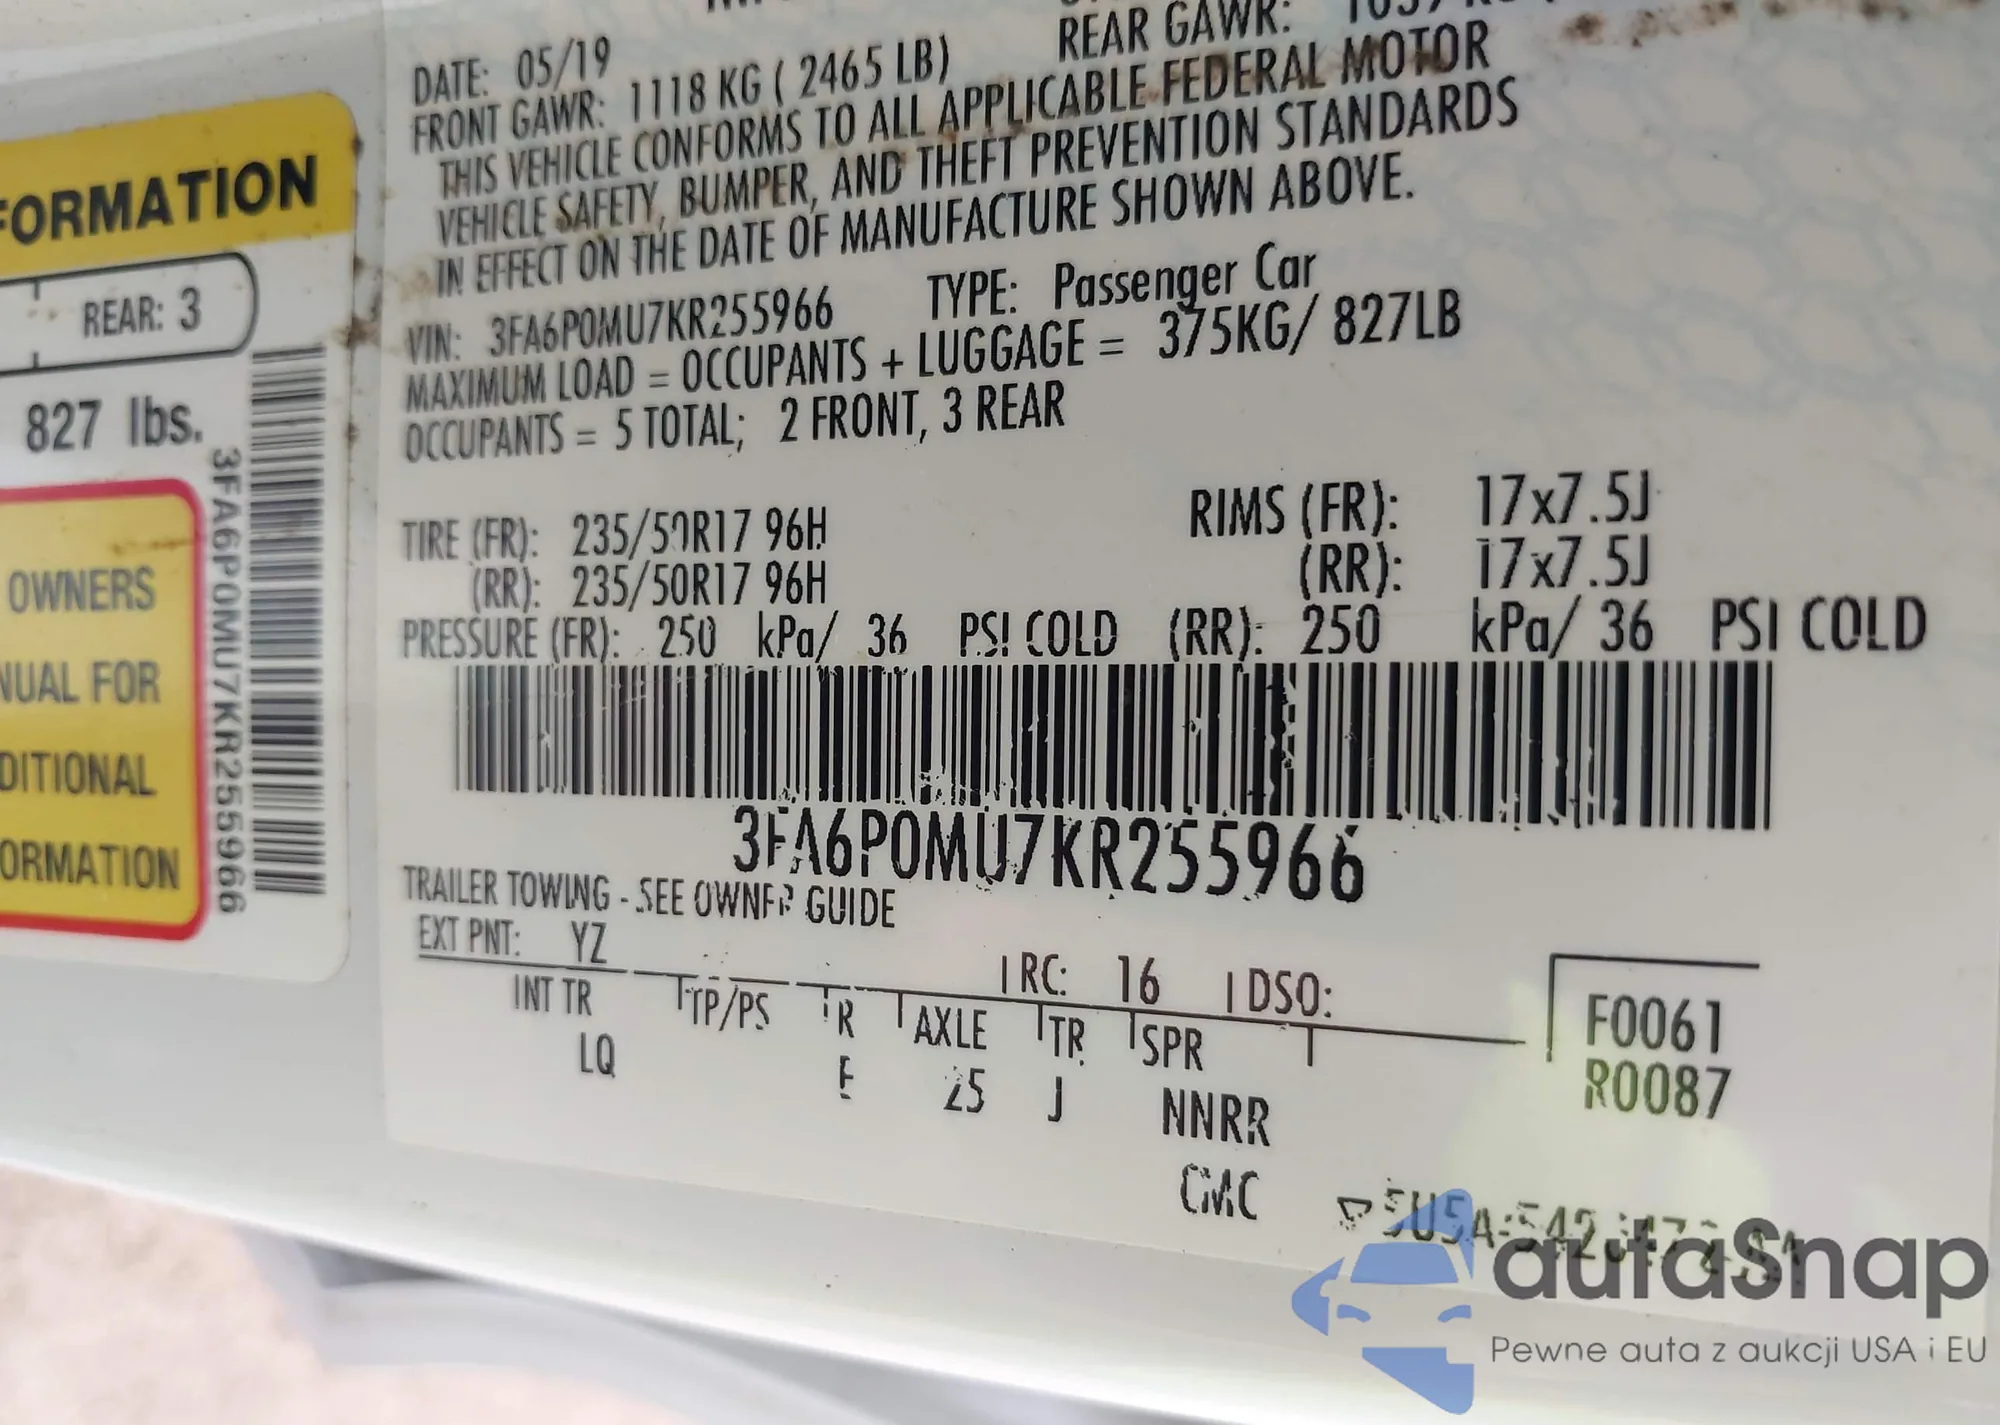 FORMATION
REAR: 3
827 lbs.
OWNERS
NUAL FOR
DITIONAL
ORMATION
3FA6P0MU7KR255966
DATE: 05/19
FRONT GAWR: 1118 KG ( 2465 LB)
REAR GAWR:
THIS VEHICLE CONFORMS TO ALL APPLICABLE FEDERAL MOTOR
VEHICLE SAFETY, BUMPER, AND THEFT PREVENTION STANDARDS
IN EFFECT ON THE DATE OF MANUFACTURE SHOWN ABOVE.
VIN: 3FA6P0MU7KR255966 TYPE: Passenger Car
MAXIMUM LOAD = OCCUPANTS + LUGGAGE = 375KG/ 827LB
OCCUPANTS = 5 TOTAL; 2 FRONT, 3 REAR
TIRE (FR): 235/50R17 96H RIMS (FR): 17x7.5J
(RR): 235/50R17 96H (RR): 17x7.5J
PRESSURE (FR): 250 kPa/ 36 PSI COLD (RR): 250 kPa/ 36 PSI COLD
3FA6P0MU7KR255966
TRAILER TOWING - SEE OWNER GUIDE
EXT PNT: YZ RC: 16 DSO:
INT TR TP/PS R AXLE TR SPR
LQ E 25 J NNRR
CMC
F0061
R0087
autaSnap
Pewne auta z aukcji USA i EU